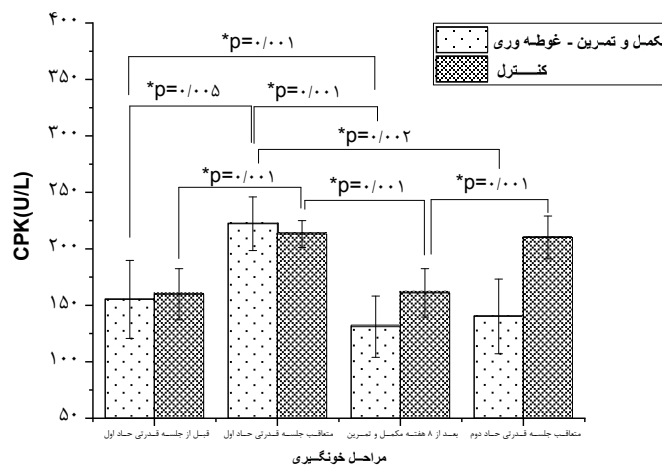 CPK(U/L)
۴۰۰
۳۵۰
۳۰۰
۲۵۰
۲۰۰
۱۵۰
۱۰۰
۵۰
مکمل و تمرین - غوطه وری
کنترل
*p=۰/۰۰۱
*p=۰/۰۰۵
*p=۰/۰۰۱
*p=۰/۰۰۲
*p=۰/۰۰۱
*p=۰/۰۰۱
*p=۰/۰۰۱
قبل از جلسه قدرتی حاد اول
متعاقب جلسه قدرتی حاد اول
بعد از ۸ هفته مکمل و تمرین
متعاقب جلسه قدرتی حاد دوم
مراحل خونگیری